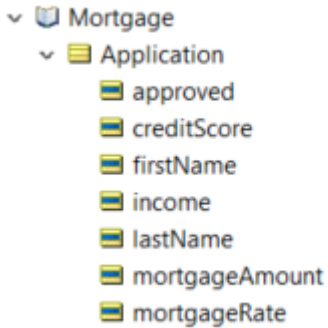 Mortgage
Application
approved
creditScore
firstName
income
lastName
mortgageAmount
mortgageRate